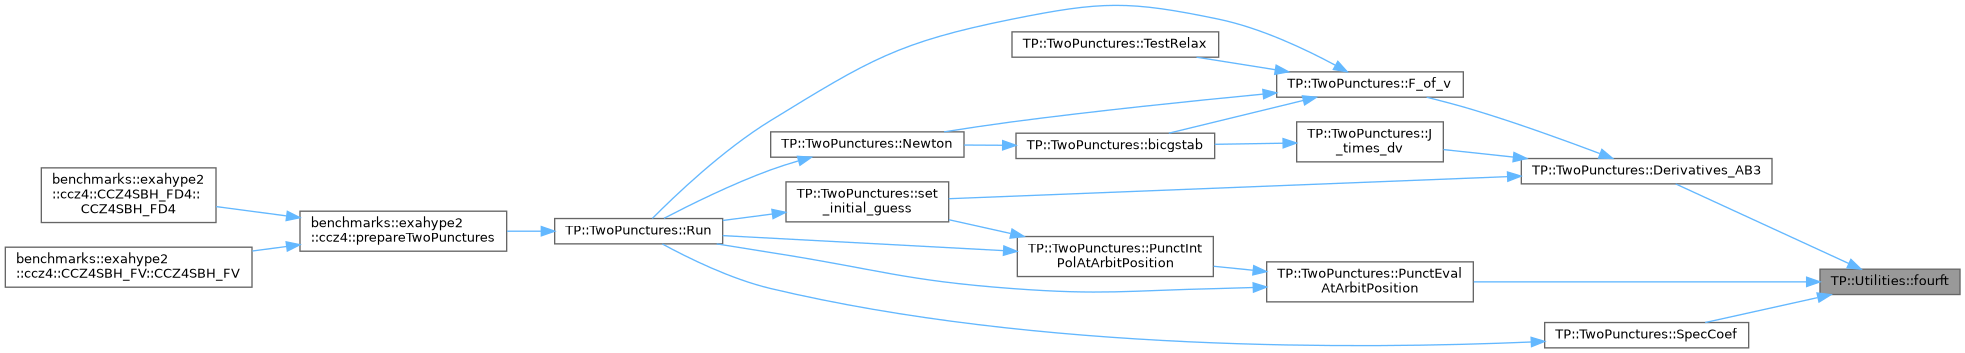 TP::TwoPunctures::TestRelax
TP::TwoPunctures::F_of_v
TP::TwoPunctures::Newton
TP::TwoPunctures::bicgstab
TP::TwoPunctures::J
_times_dv
TP::TwoPunctures::Derivatives_AB3
benchmarks::exahype2
::ccz4::CCZ4SBH_FD4::
CCZ4SBH_FD4
TP::TwoPunctures::set
_initial_guess
benchmarks::exahype2
::ccz4::prepareTwoPunctures
TP::TwoPunctures::Run
benchmarks::exahype2
::ccz4::CCZ4SBH_FV::CCZ4SBH_FV
TP::TwoPunctures::PunctInt
PolAtArbitPosition
TP::TwoPunctures::PunctEval
AtArbitPosition
TP::Utilities::fourft
TP::TwoPunctures::SpecCoef